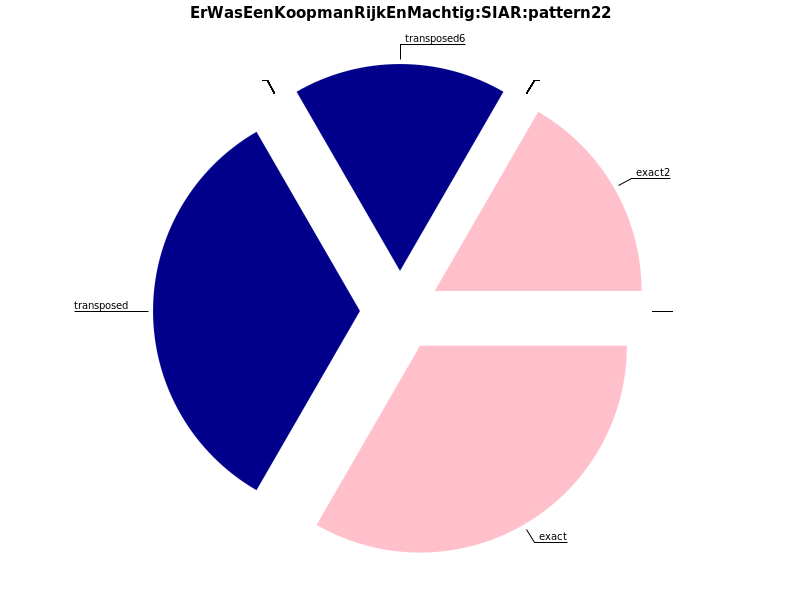 ErWasEenKoopmanRijkEnMachtig:SIAR:pattern22
transposed6
exact2
transposed
exact